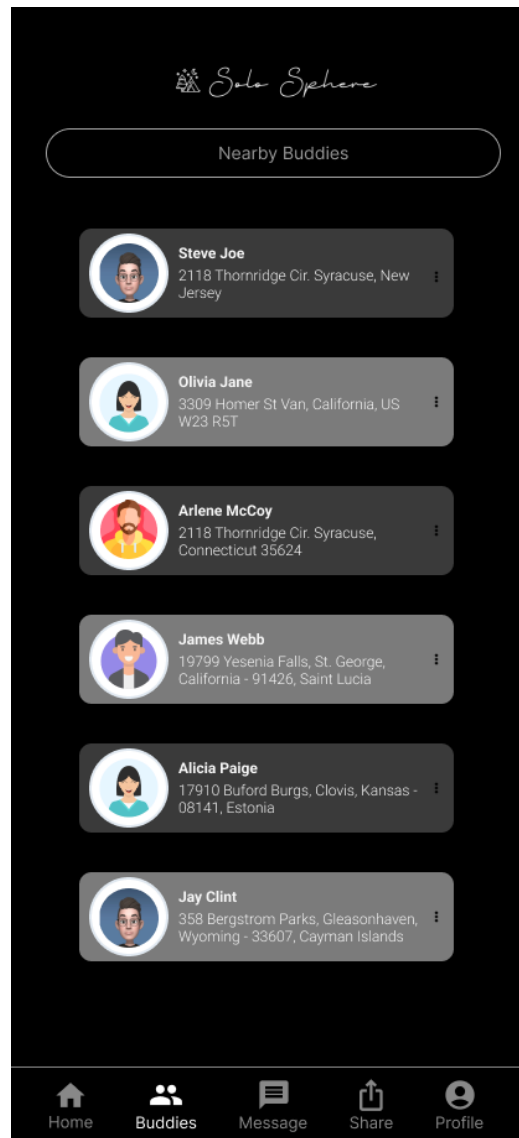 Solo Sphere
Nearby Buddies
Steve Joe
2118 Thornridge Cir. Syracuse, New
Jersey
Olivia Jane
3309 Homer St Van, California, US
W23 R5T
Arlene McCoy
2118 Thornridge Cir. Syracuse,
Connecticut 35624
James Webb
19799 Yesenia Falls, St. George,
California - 91426, Saint Lucia
Alicia Paige
17910 Buford Burgs, Clovis, Kansas -
08141, Estonia
Jay Clint
358 Bergstrom Parks, Gleasonhaven,
Wyoming - 33607, Cayman Islands
Home Buddies Message Share Profile